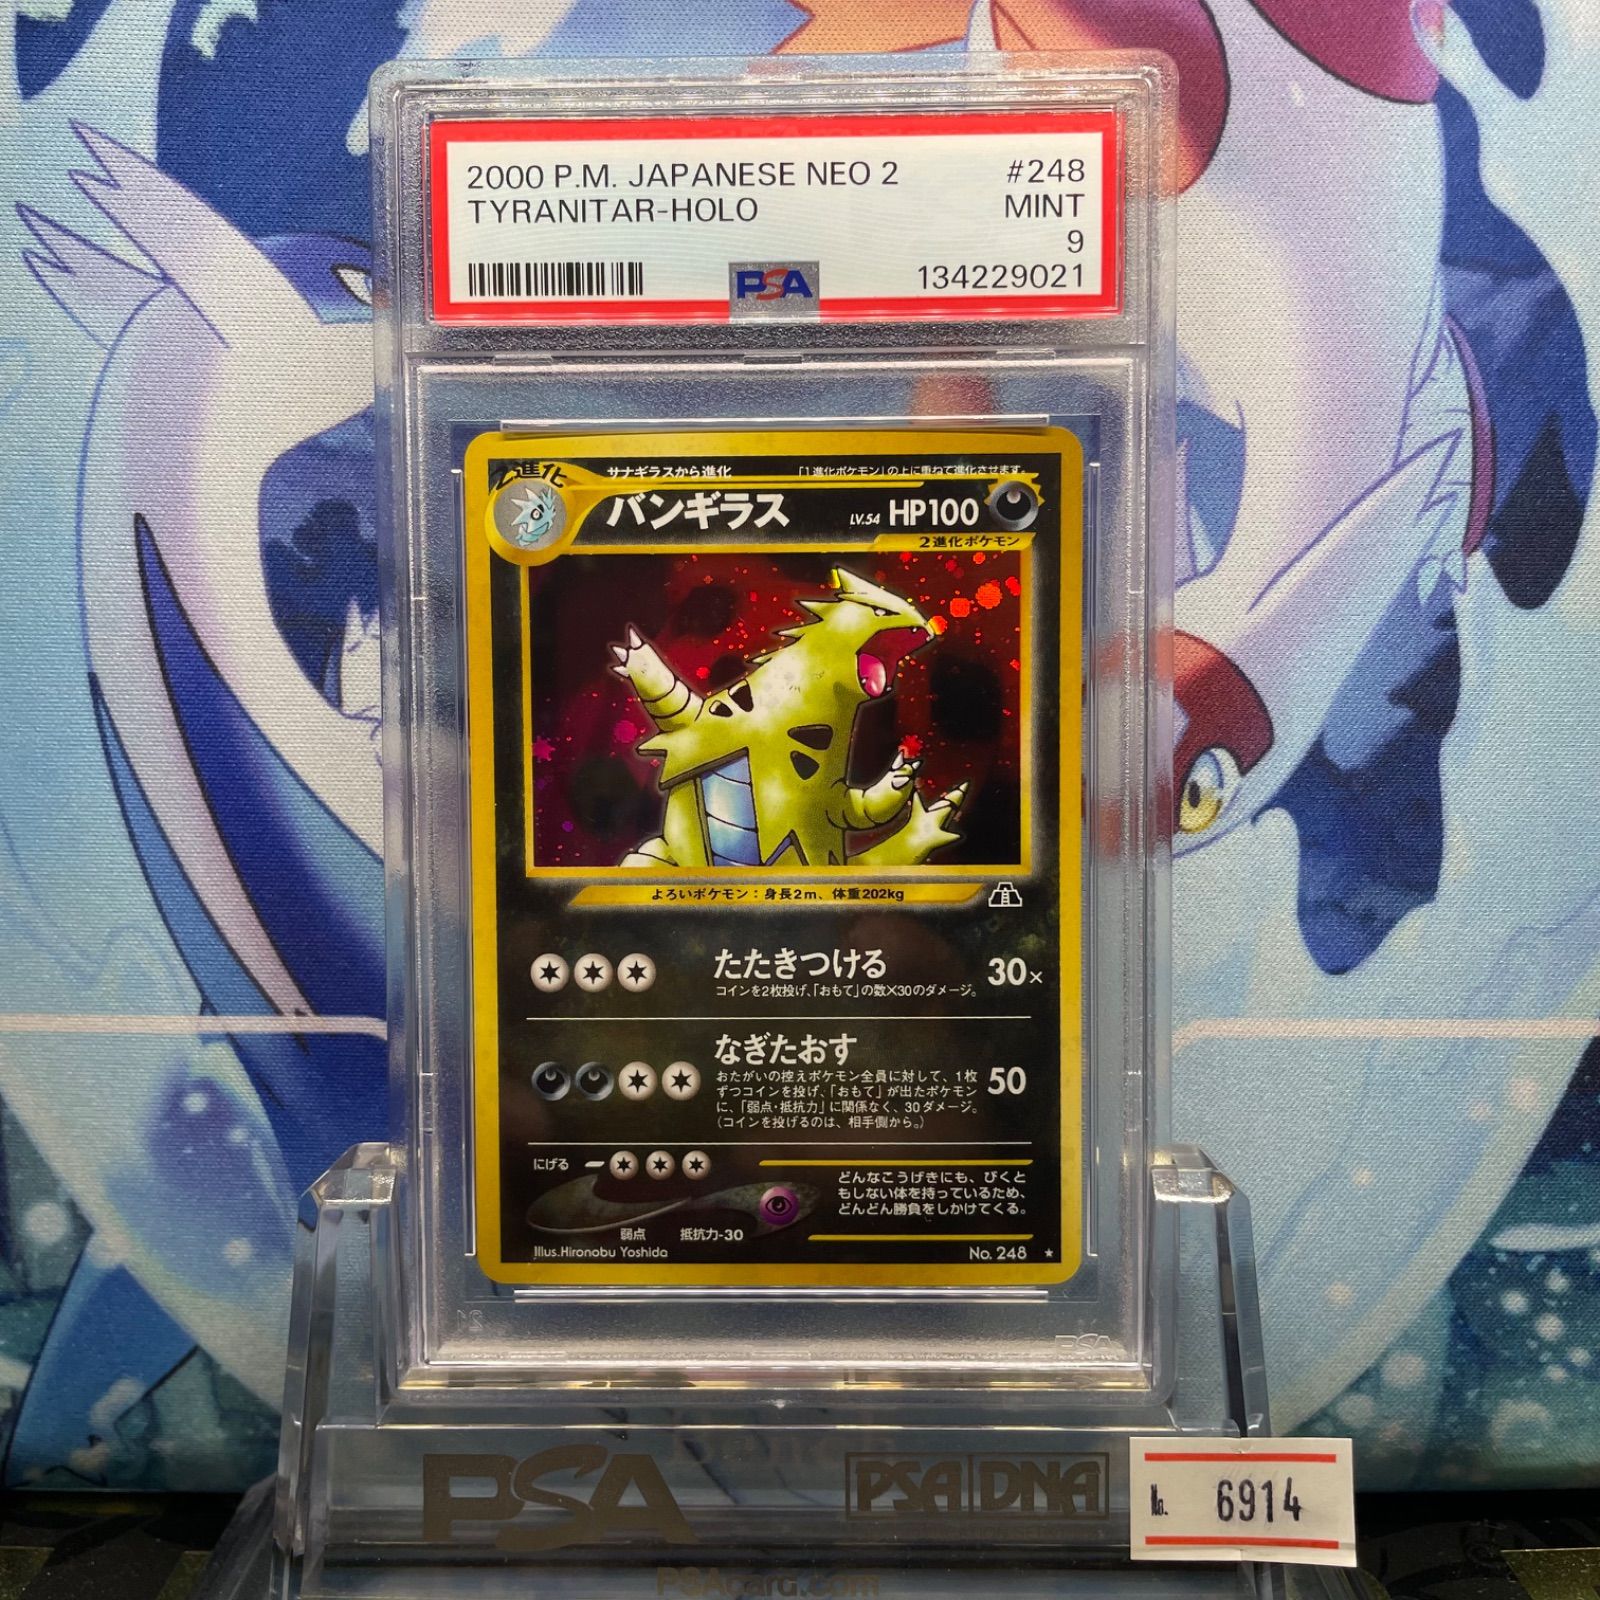 2000 P.M. JAPANESE NEO 2 #248
TYRANITAR-HOLO MINT
9
PSA 134229021
2進化 サナギラスから進化 「1進化ポケモン」の上に重ねて進化させます。
バンギラス LV.54 HP100
2進化ポケモン
よろいポケモン：身長2m、体重202kg
たたきつける 30×
コインを2枚投げ、「おもて」の数×30のダメージ。
なぎたおす 50
おたがいの控えポケモン全員に対して、1枚
ずつコインを投げ、「おもて」が出たポケモン
に、「弱点・抵抗力」に関係なく、30ダメージ。
（コインを投げるのは、相手側から。）
にげる
どんなこうげきにも、びくと
もしない体を持っているため、
どんどん勝負をしかけてくる。
弱点 抵抗力-30
Illus.Hironobu Yoshida No. 248 ★
PSA
PSA PSA|DNA
No. 6914
PSAcard.com